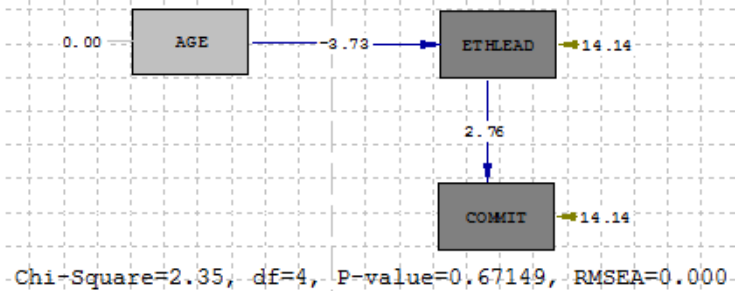 0.00 AGE -3.73 ETHLEAD 14.14
2.76
COMMIT 14.14
Chi-Square=2.35, df=4, P-value=0.67149, RMSEA=0.000